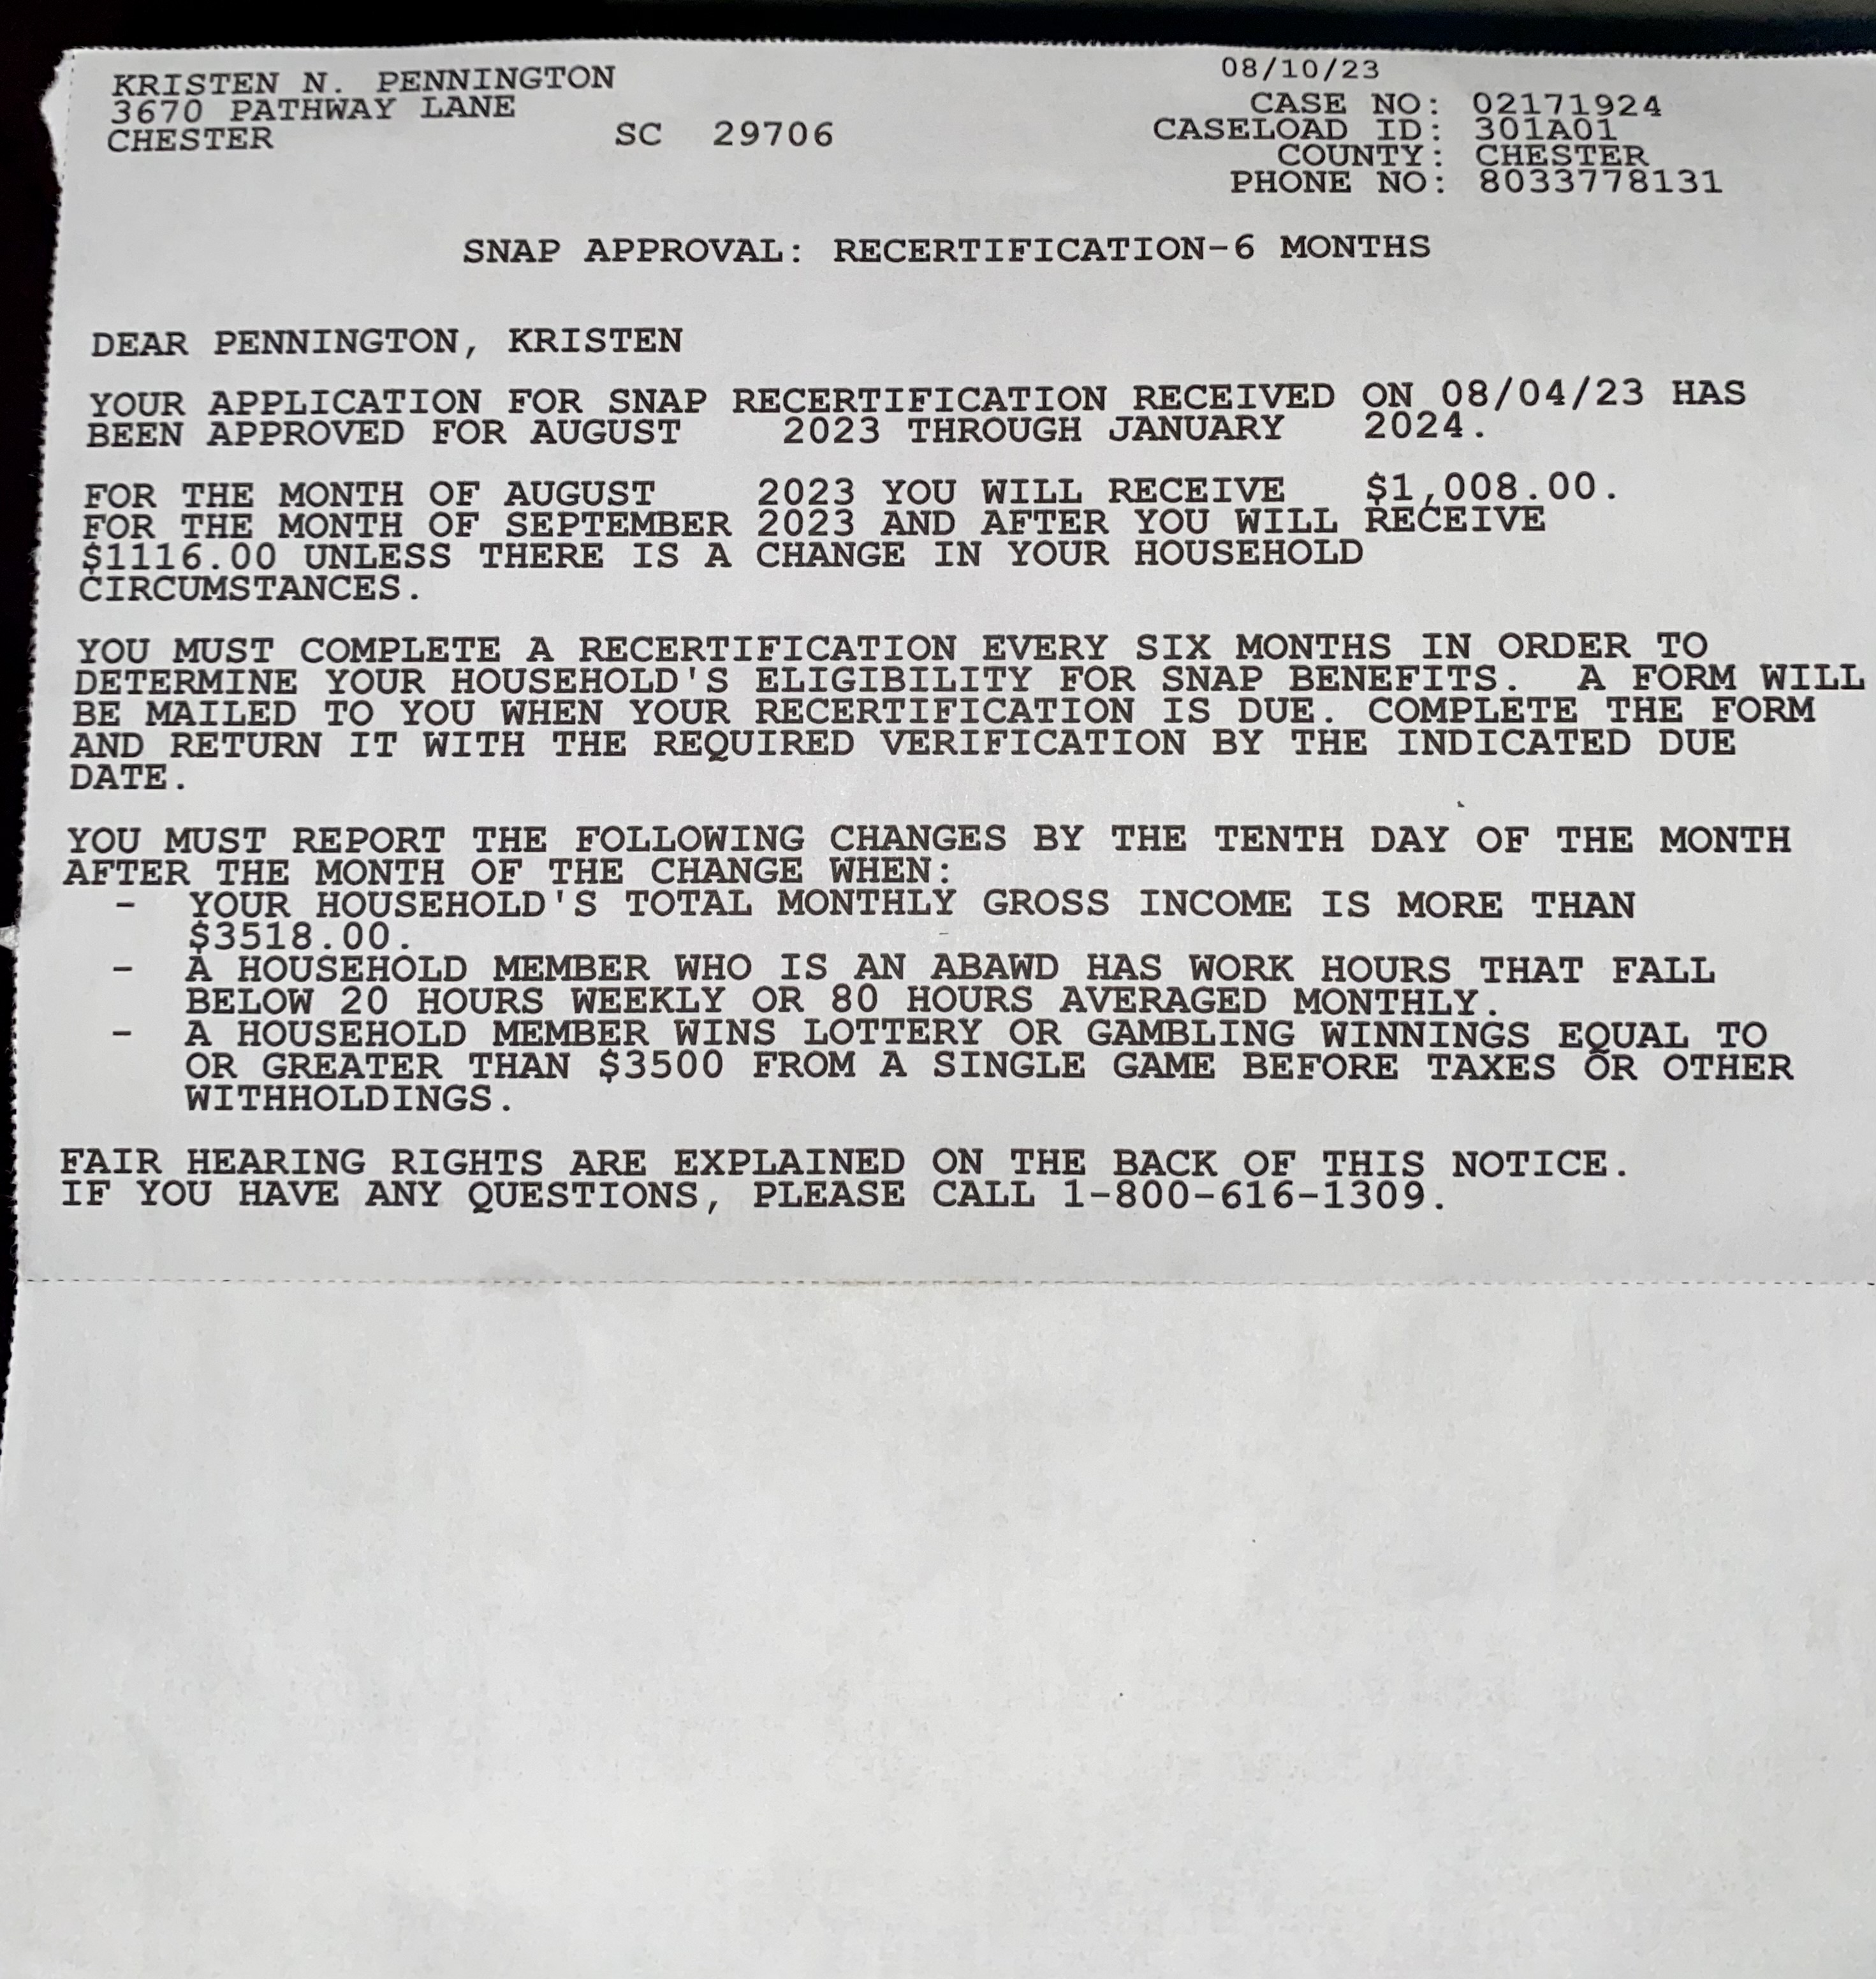 KRISTEN N. PENNINGTON
3670 PATHWAY LANE
CHESTER SC 29706
08/10/23
CASE NO: 02171924
CASELOAD ID: 301A01
COUNTY: CHESTER
PHONE NO: 8033778131
SNAP APPROVAL: RECERTIFICATION-6 MONTHS
DEAR PENNINGTON, KRISTEN
YOUR APPLICATION FOR SNAP RECERTIFICATION RECEIVED ON 08/04/23 HAS
BEEN APPROVED FOR AUGUST 2023 THROUGH JANUARY 2024.
FOR THE MONTH OF AUGUST 2023 YOU WILL RECEIVE $1,008.00.
FOR THE MONTH OF SEPTEMBER 2023 AND AFTER YOU WILL RECEIVE
$1116.00 UNLESS THERE IS A CHANGE IN YOUR HOUSEHOLD
CIRCUMSTANCES.
YOU MUST COMPLETE A RECERTIFICATION EVERY SIX MONTHS IN ORDER TO
DETERMINE YOUR HOUSEHOLD'S ELIGIBILITY FOR SNAP BENEFITS. A FORM WILL
BE MAILED TO YOU WHEN YOUR RECERTIFICATION IS DUE. COMPLETE THE FORM
AND RETURN IT WITH THE REQUIRED VERIFICATION BY THE INDICATED DUE
DATE.
YOU MUST REPORT THE FOLLOWING CHANGES BY THE TENTH DAY OF THE MONTH
AFTER THE MONTH OF THE CHANGE WHEN:
- YOUR HOUSEHOLD'S TOTAL MONTHLY GROSS INCOME IS MORE THAN
$3518.00.
- A HOUSEHOLD MEMBER WHO IS AN ABAWD HAS WORK HOURS THAT FALL
BELOW 20 HOURS WEEKLY OR 80 HOURS AVERAGED MONTHLY.
- A HOUSEHOLD MEMBER WINS LOTTERY OR GAMBLING WINNINGS EQUAL TO
OR GREATER THAN $3500 FROM A SINGLE GAME BEFORE TAXES OR OTHER
WITHHOLDINGS.
FAIR HEARING RIGHTS ARE EXPLAINED ON THE BACK OF THIS NOTICE.
IF YOU HAVE ANY QUESTIONS, PLEASE CALL 1-800-616-1309.